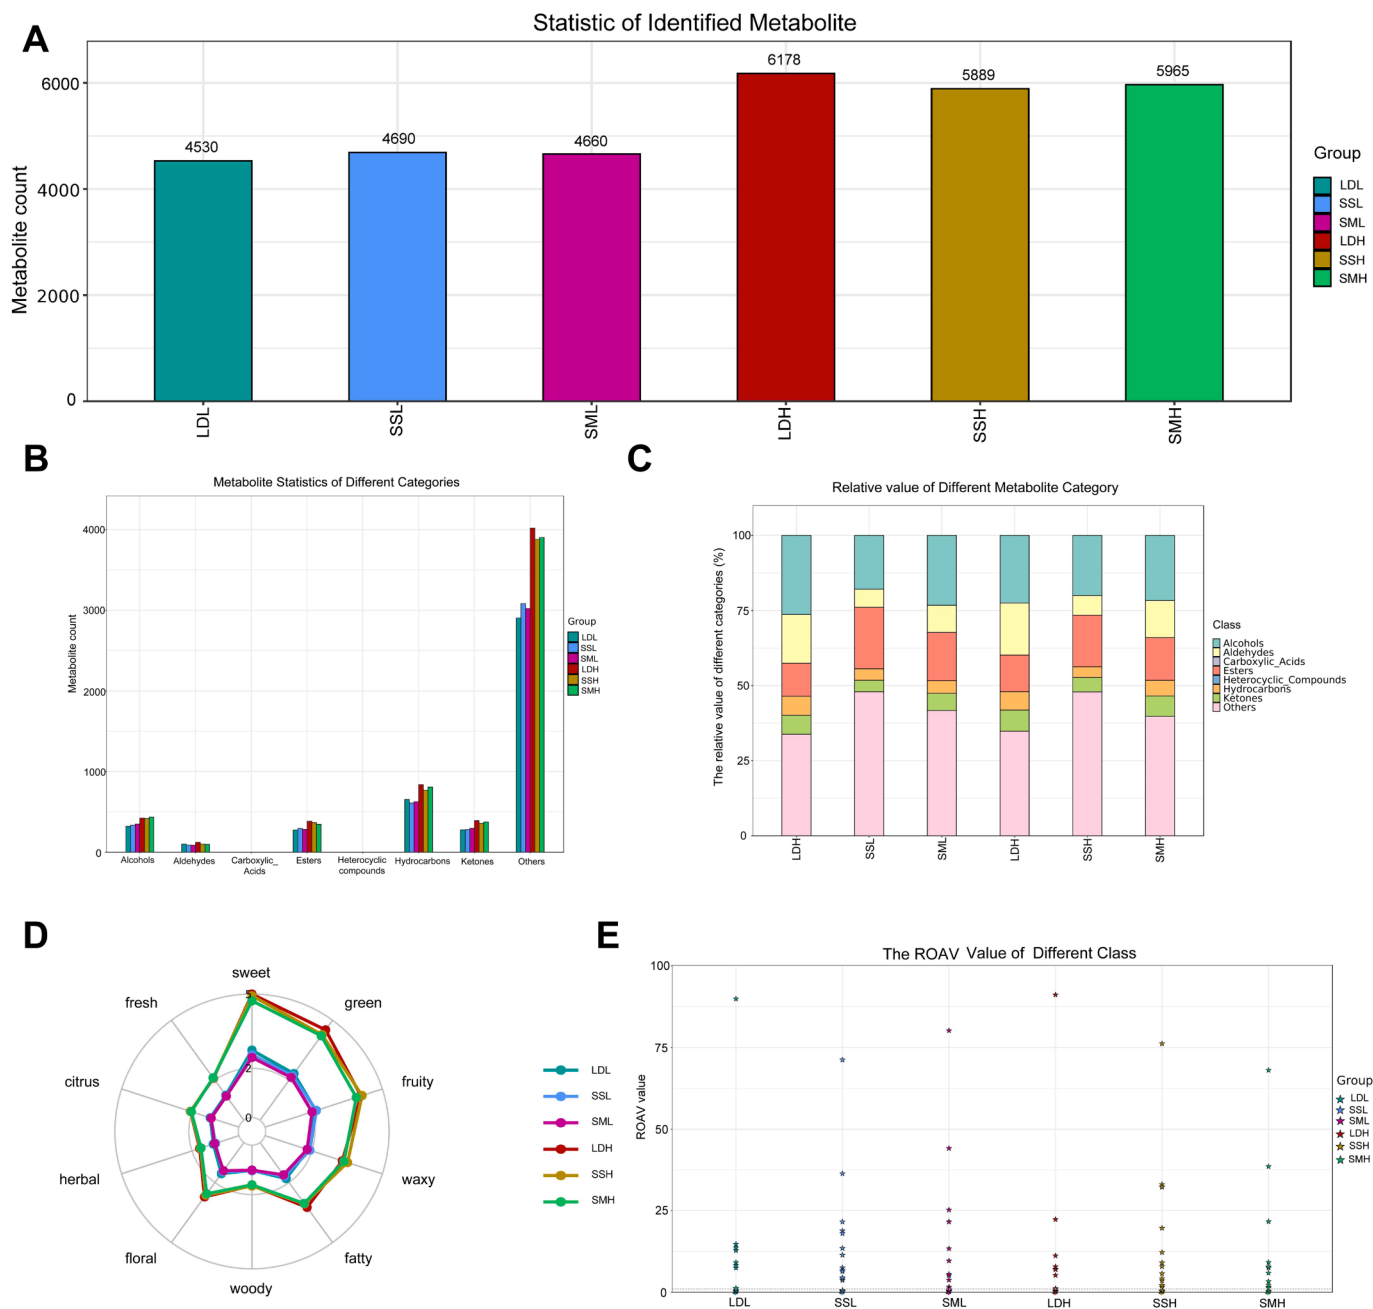 A
Statistic of Identified Metabolite
Metabolite count
6000
4000
2000
0
4530
4690
4660
6178
5889
5965
LDL
SSL
SML
LDH
SSH
SMH
Group
LDL
SSL
SML
LDH
SSH
SMH
B
Metabolite Statistics of Different Categories
Metabolite count
4000
3000
2000
1000
0
Alcohols
Aldehydes
Carboxylic_
Acids
Esters
Heterocyclic
compounds
Hydrocarbons
Ketones
Others
Group
LDL
SSL
SML
LDH
SSH
SMH
C
Relative value of Different Metabolite Category
The relative value of different categories (%)
100
75
50
25
0
LDH
SSL
SML
LDH
SSH
SMH
Class
Alcohols
Aldehydes
Carboxylic_Acids
Esters
Heterocyclic_Compounds
Hydrocarbons
Ketones
Others
D
sweet
green
fruity
waxy
fatty
woody
floral
herbal
citrus
fresh
5
2
0
LDL
SSL
SML
LDH
SSH
SMH
E
The ROAV Value of Different Class
ROAV value
100
75
50
25
0
LDL
SSL
SML
LDH
SSH
SMH
Group
LDL
SSL
SML
LDH
SSH
SMH